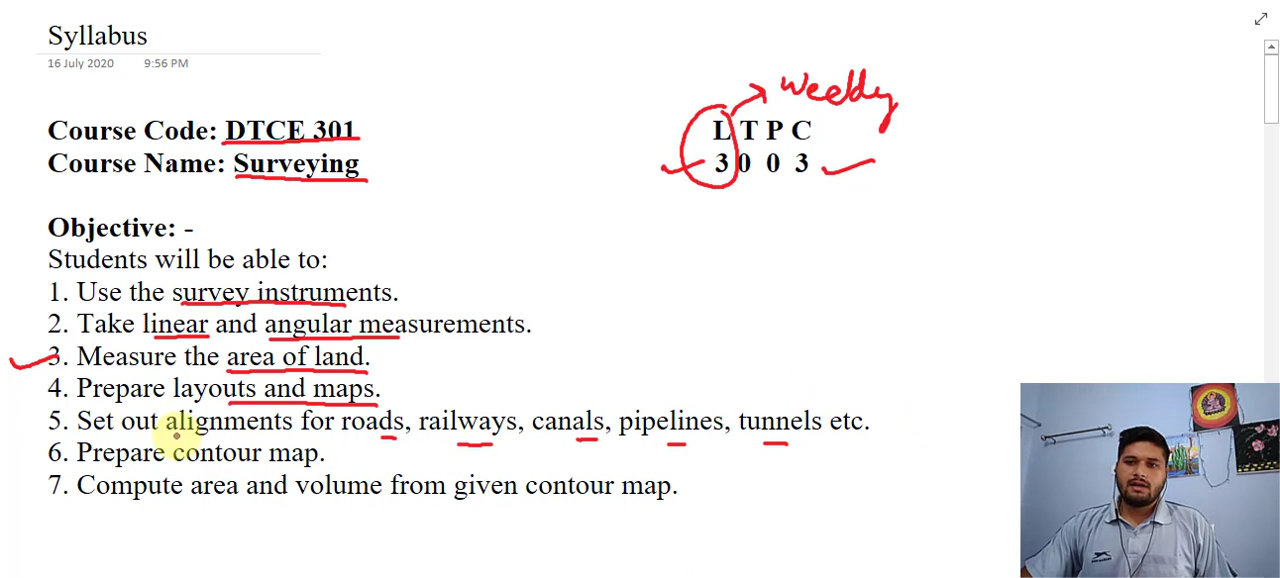 Syllabus
16 July 2020 9:56 PM
Weekly
Course Code: DTCE 301
L T P C
Course Name: Surveying
3 0 0 3
Objective: -
Students will be able to:
1. Use the survey instruments.
2. Take linear and angular measurements.
3. Measure the area of land.
4. Prepare layouts and maps.
5. Set out alignments for roads, railways, canals, pipelines, tunnels etc.
6. Prepare contour map.
7. Compute area and volume from given contour map.